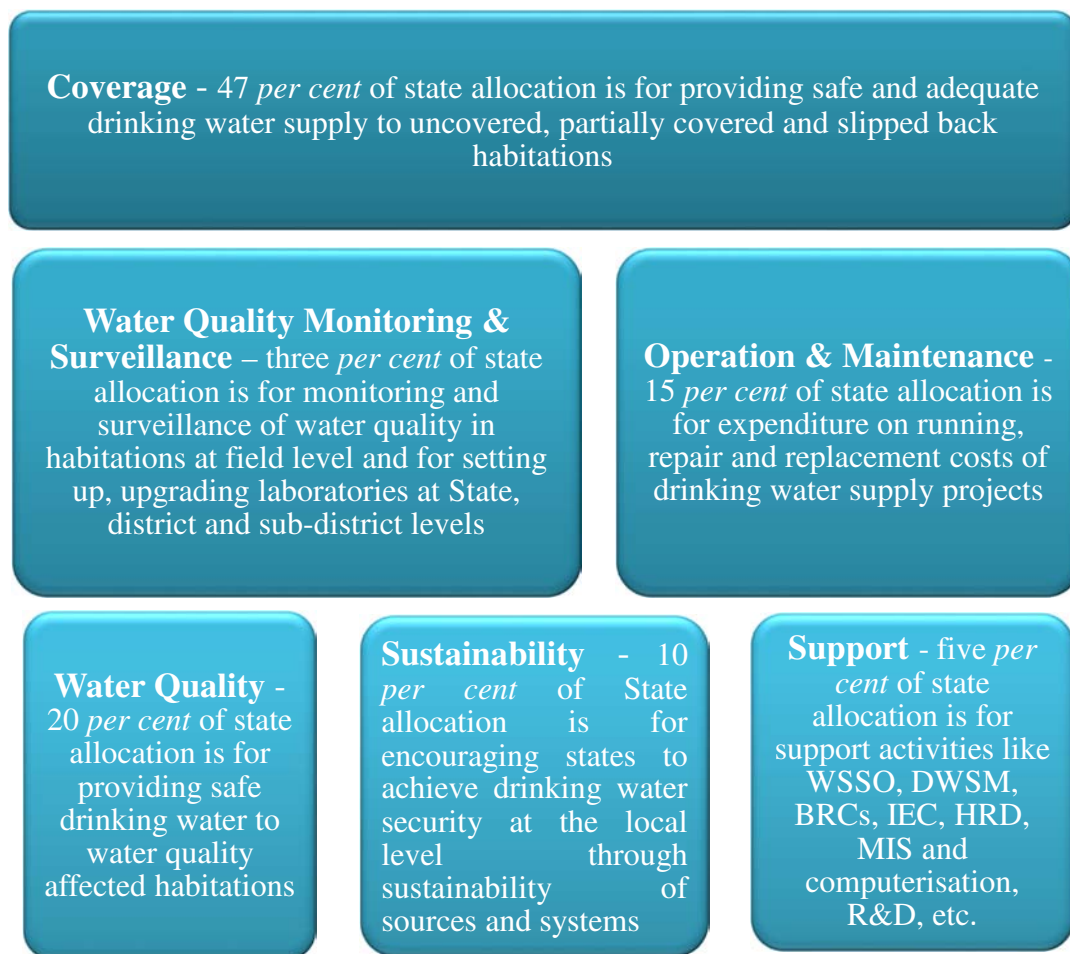 Coverage - 47 per cent of state allocation is for providing safe and adequate
drinking water supply to uncovered, partially covered and slipped back
habitations
Water Quality Monitoring &
Surveillance – three per cent of state
allocation is for monitoring and
surveillance of water quality in
habitations at field level and for setting
up, upgrading laboratories at State,
district and sub-district levels
Operation & Maintenance -
15 per cent of state allocation is
for expenditure on running,
repair and replacement costs of
drinking water supply projects
Water Quality -
20 per cent of state
allocation is for
providing safe
drinking water to
water quality
affected habitations
Sustainability - 10
per cent of State
allocation is for
encouraging states to
achieve drinking water
security at the local
level through
sustainability of
sources and systems
Support - five per
cent of state
allocation is for
support activities like
WSSO, DWSM,
BRCs, IEC, HRD,
MIS and
computerisation,
R&D, etc.